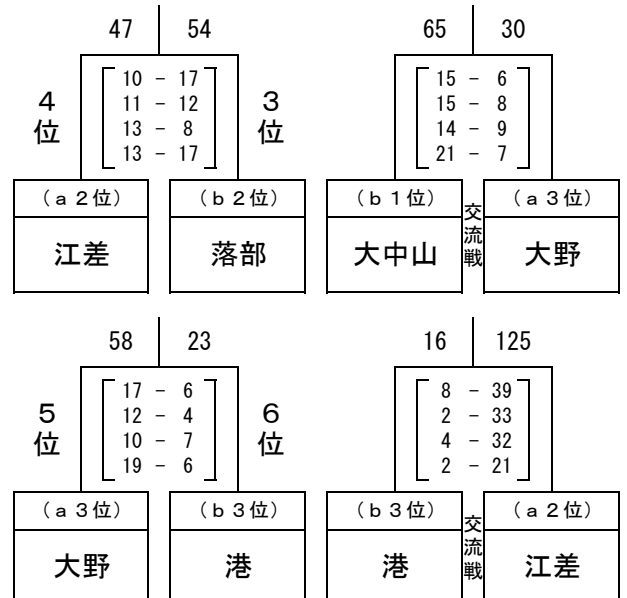 47 54
10 - 17
11 - 12
13 - 8
13 - 17
4位
3位
(a2位) (b2位)
江差 落部
65 30
15 - 6
15 - 8
14 - 9
21 - 7
(b1位) (a3位)
交流戦
大中山 大野
58 23
17 - 6
12 - 4
10 - 7
19 - 6
5位
6位
(a3位) (b3位)
大野 港
16 125
8 - 39
2 - 33
4 - 32
2 - 21
(b3位) (a2位)
交流戦
港 江差